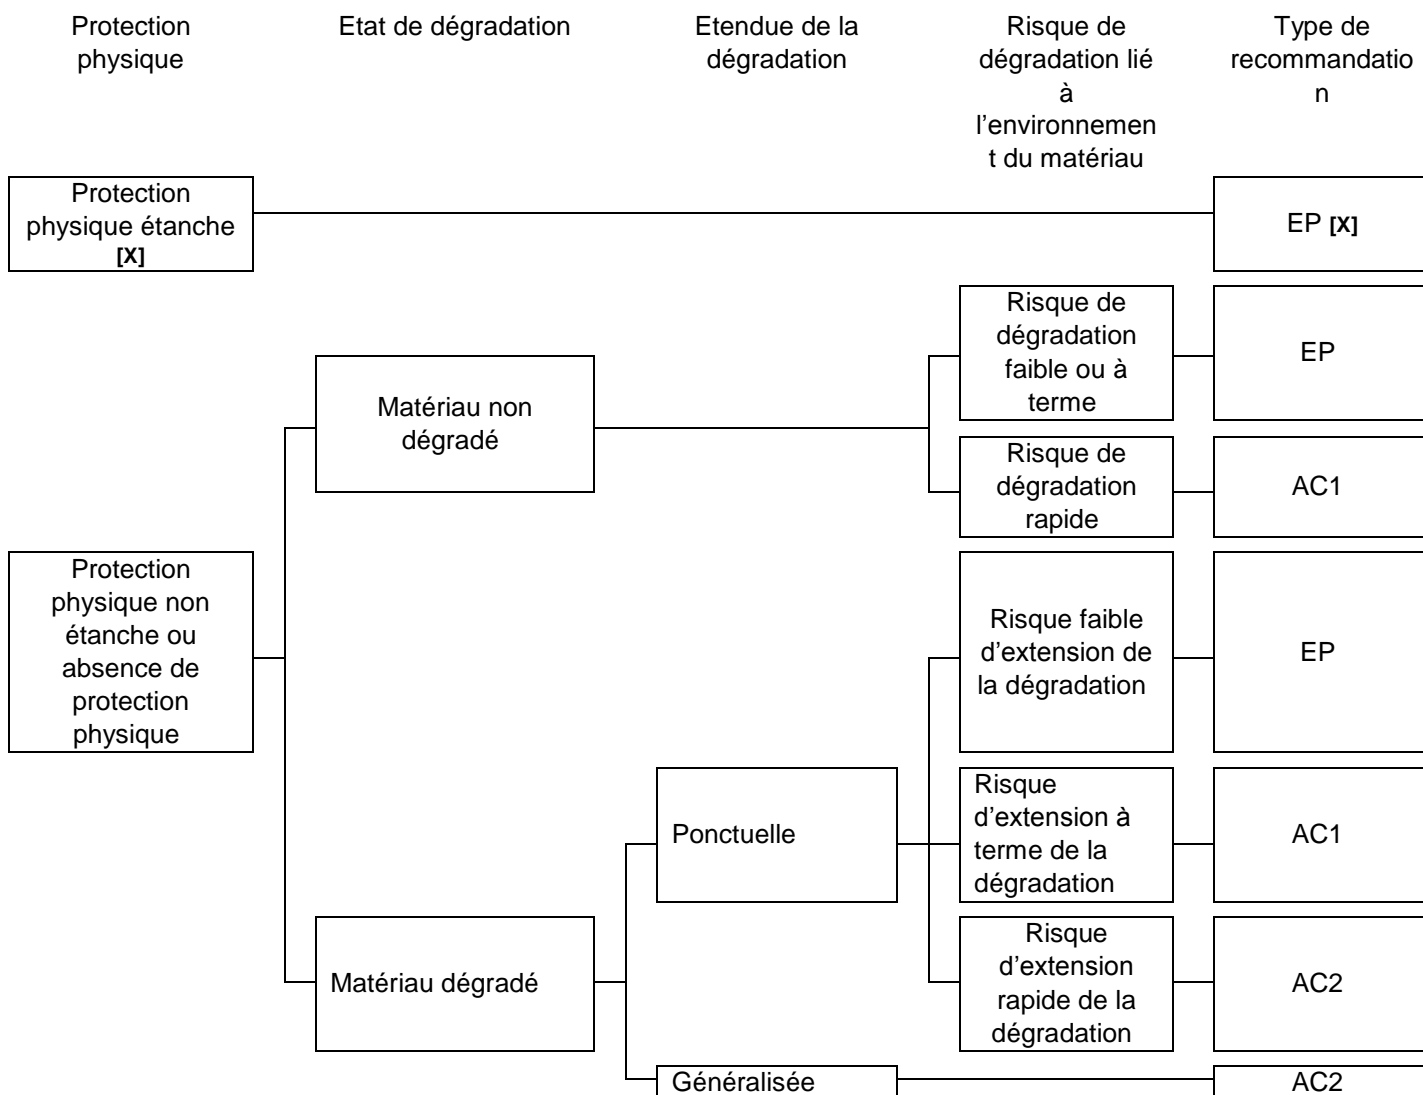 Protection
physique
Etat de dégradation
Etendue de la
dégradation
Risque de
dégradation lié
à
l'environnemen
t du matériau
Type de
recommandatio
n
Protection
physique étanche
[X]
EP [X]
Matériau non
dégradé
Risque de
dégradation
faible ou à
terme
EP
Risque de
dégradation
rapide
AC1
Protection
physique non
étanche ou
absence de
protection
physique
Risque faible
d'extension de
la dégradation
EP
Ponctuelle
Risque
d'extension à
terme de la
dégradation
AC1
Matériau dégradé
Risque
d'extension
rapide de la
dégradation
AC2
Généralisée
AC2